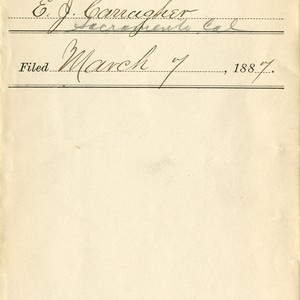 E. J. Carragher
Sacramento Cal
Filed March 7, 1887.